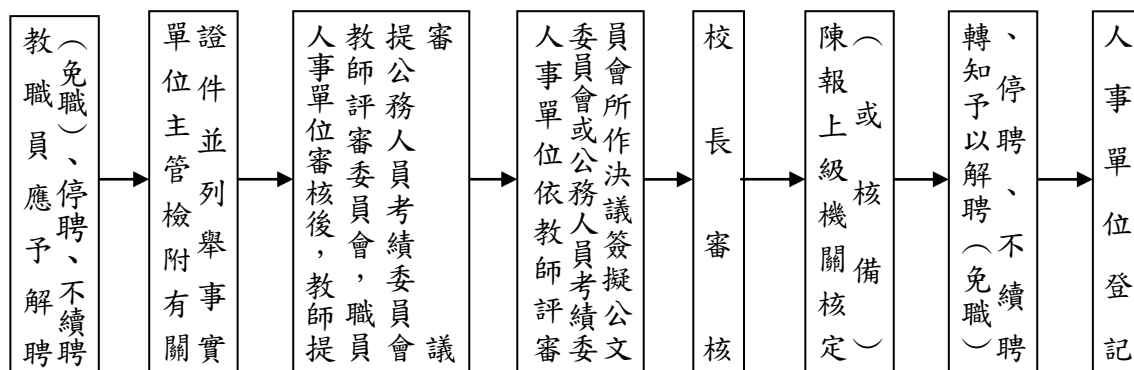 教職員應予解聘
（免職）、停聘、不續聘
單位主管檢附有關
證件並列舉事實
人事單位審核後，教師提
教師評審委員會，職員
提公務人員考績委員會
審議
人事單位依教師評審
委員會或公務人員考績委
員會所作決議簽擬公文
校長審核
陳報上級機關核定
（或核備）
轉知予以解聘（免職）
、停聘、不續聘
人事單位登記